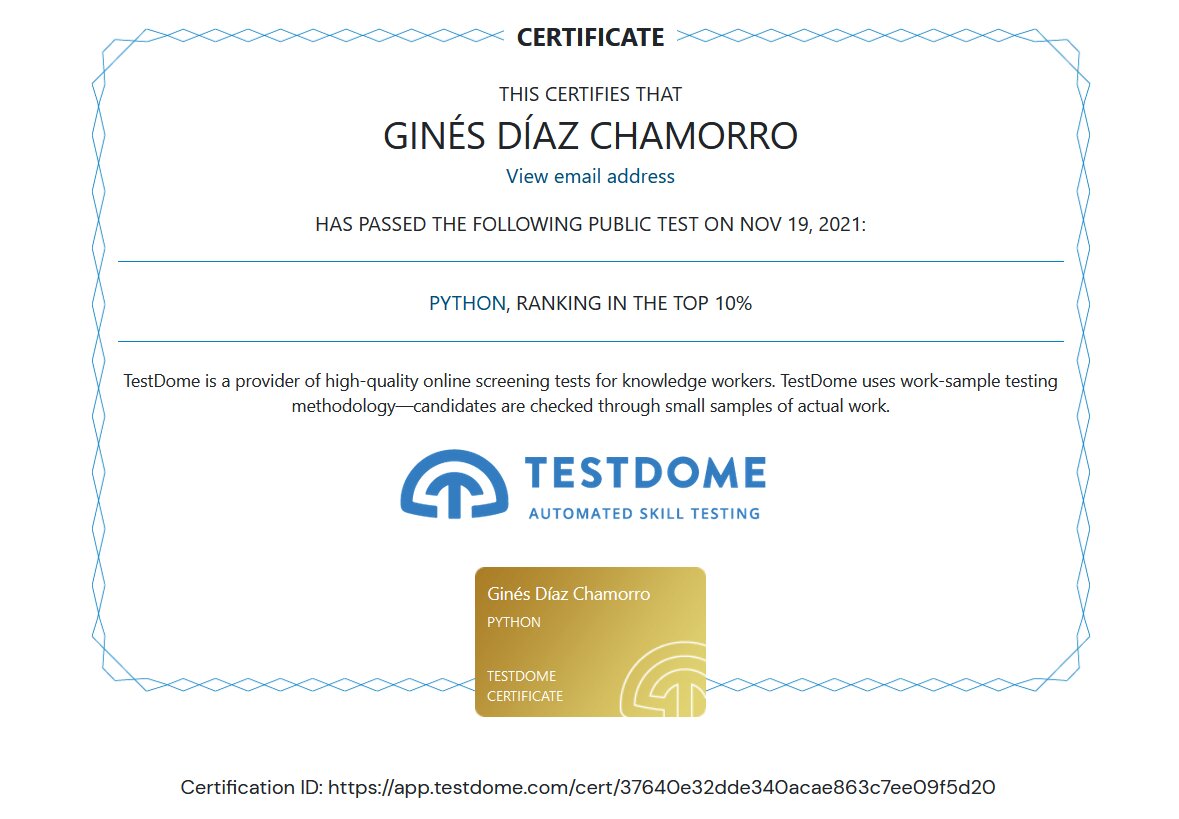 CERTIFICATE
THIS CERTIFIES THAT
GINÉS DÍAZ CHAMORRO
View email address
HAS PASSED THE FOLLOWING PUBLIC TEST ON NOV 19, 2021:
PYTHON, RANKING IN THE TOP 10%
TestDome is a provider of high-quality online screening tests for knowledge workers. TestDome uses work-sample testing
methodology—candidates are checked through small samples of actual work.
TESTDOME
AUTOMATED SKILL TESTING
Ginés Díaz Chamorro
PYTHON
TESTDOME
CERTIFICATE
Certification ID: https://app.testdome.com/cert/37640e32dde340acae863c7ee09f5d20